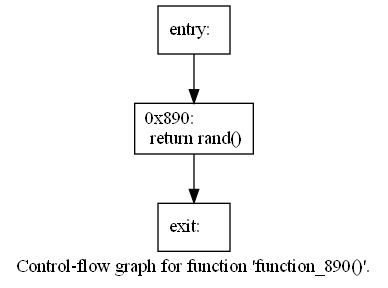 entry:
0x890:
return rand()
exit:
Control-flow graph for function 'function_890()'.